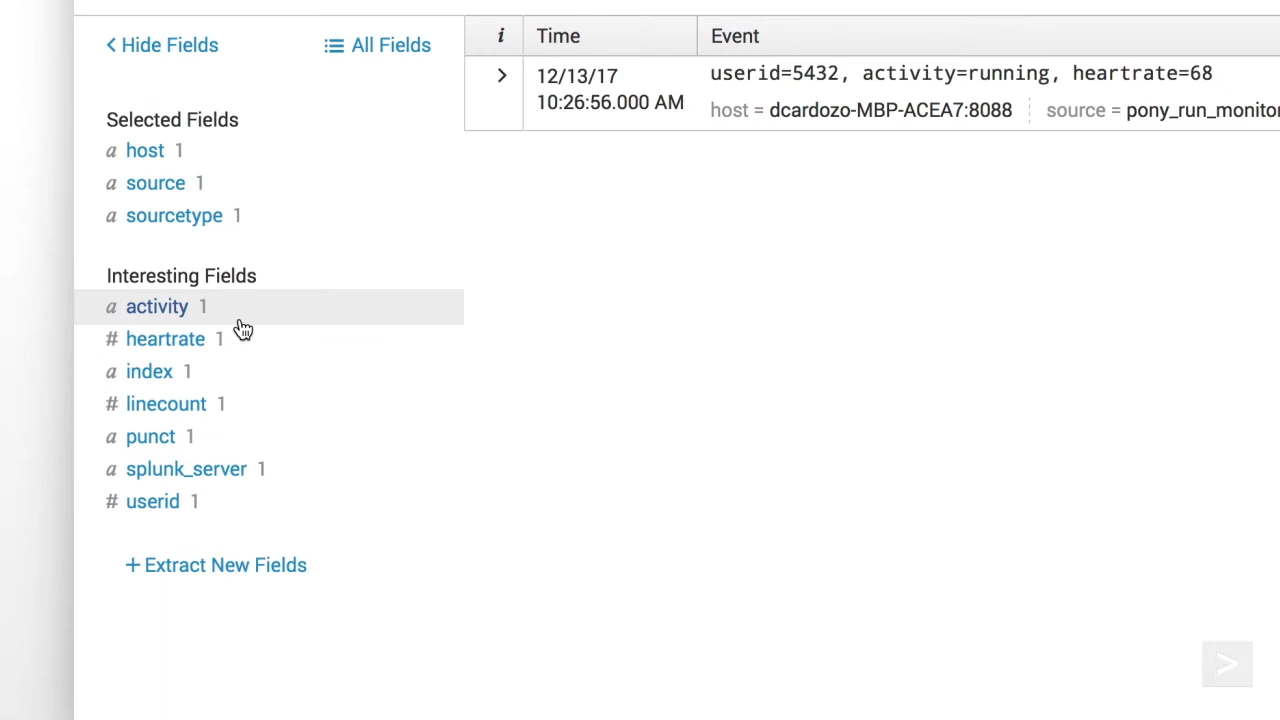 Hide Fields All Fields
Selected Fields
a host 1
a source 1
a sourcetype 1
Interesting Fields
a activity 1
# heartrate 1
a index 1
# linecount 1
a punct 1
a splunk_server 1
# userid 1
+ Extract New Fields
i Time Event
> 12/13/17 userid=5432, activity=running, heartrate=68
10:26:56.000 AM host = dcardozo-MBP-ACEA7:8088 source = pony_run_monitor
>